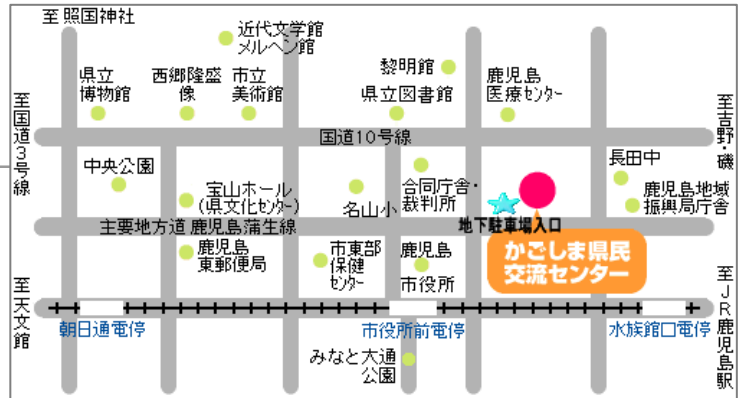 至照国神社
近代文学館
メルヘン館
県立
博物館
西郷隆盛
像
市立
美術館
黎明館
県立図書館
鹿児島
医療センター
至国道3号線
至吉野・磯
国道10号線
中央公園
宝山ホール
(県文化センター)
名山小
合同庁舎・
裁判所
長田中
鹿児島地域
振興局庁舎
地下駐車場入口
主要地方道 鹿児島蒲生線
かごしま県民
交流センター
鹿児島
東郵便局
市東部
保健
センター
鹿児島
市役所
至天文館
至JR鹿児島駅
朝日通電停
市役所前電停
水族館口電停
みなと大通
公園